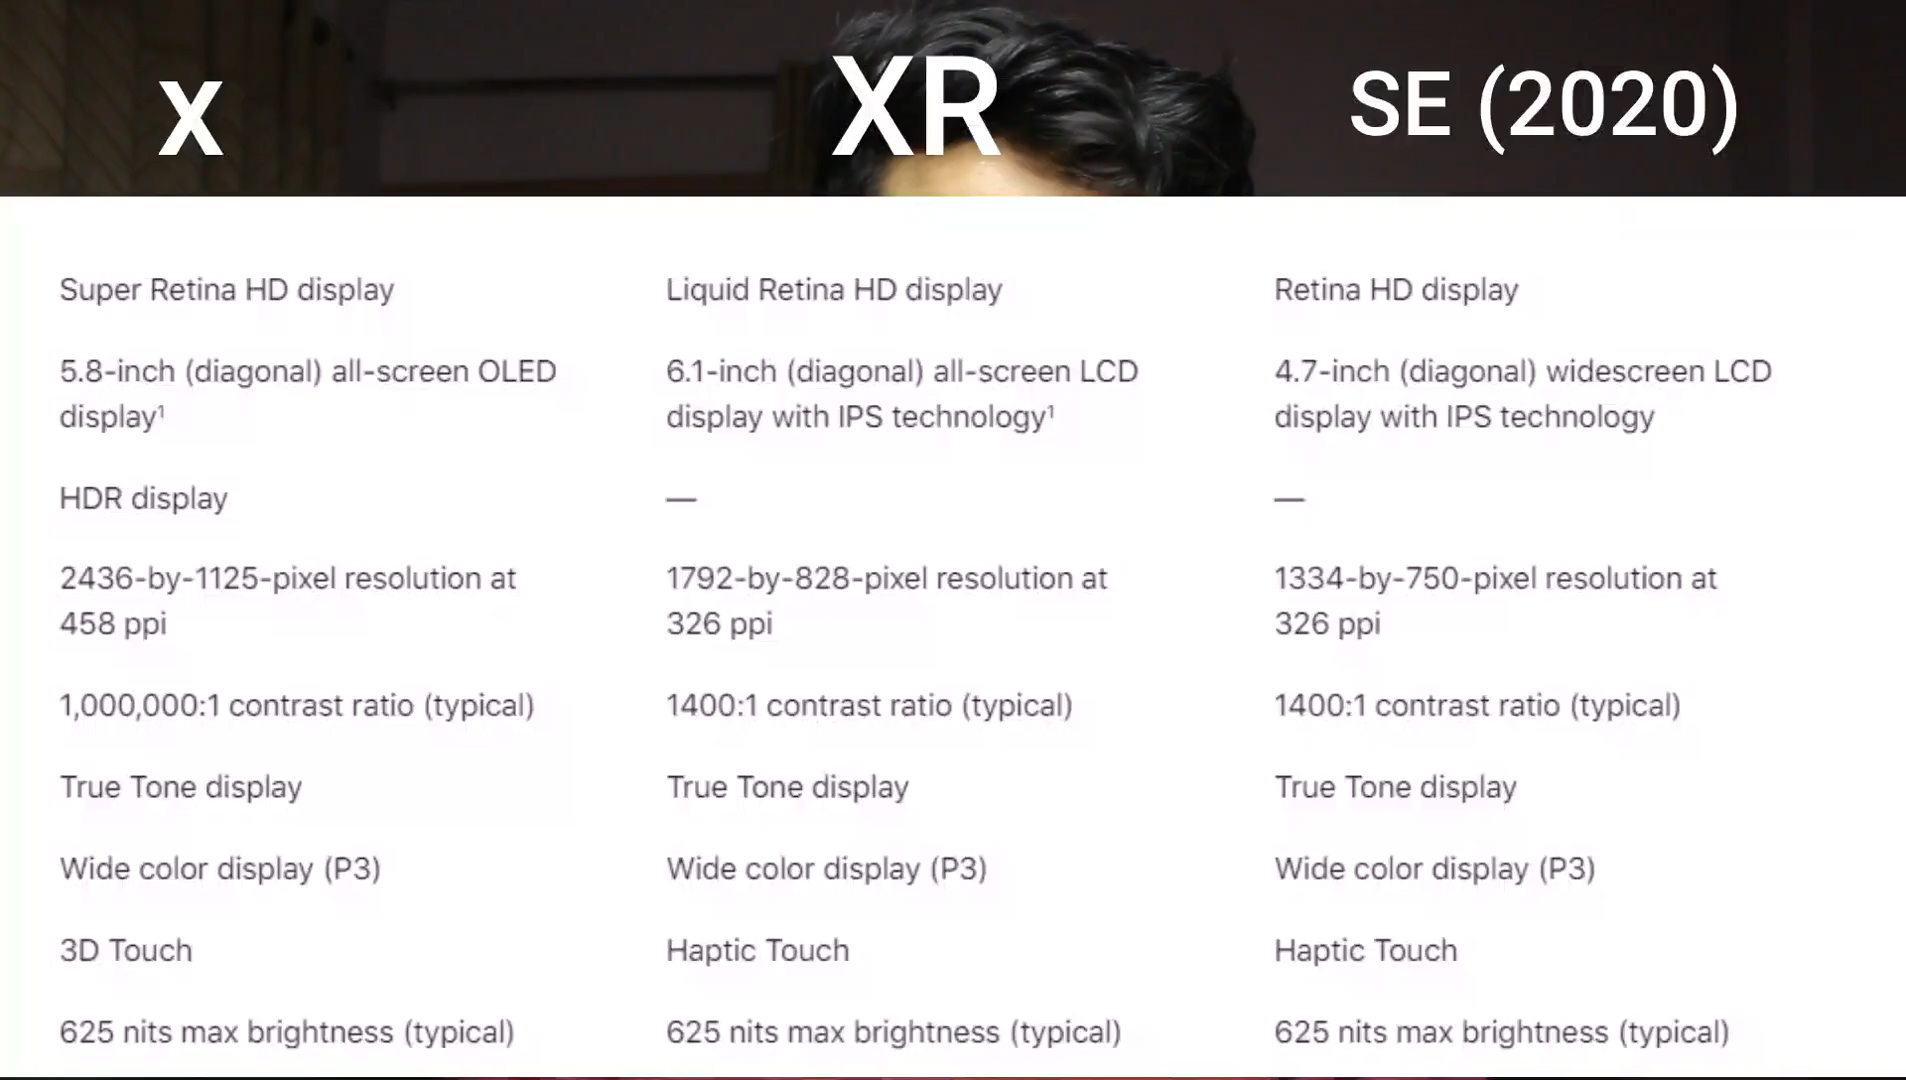 X
XR
SE (2020)
Super Retina HD display
Liquid Retina HD display
Retina HD display
5.8-inch (diagonal) all-screen OLED
display¹
6.1-inch (diagonal) all-screen LCD
display with IPS technology¹
4.7-inch (diagonal) widescreen LCD
display with IPS technology
HDR display
—
—
2436-by-1125-pixel resolution at
458 ppi
1792-by-828-pixel resolution at
326 ppi
1334-by-750-pixel resolution at
326 ppi
1,000,000:1 contrast ratio (typical)
1400:1 contrast ratio (typical)
1400:1 contrast ratio (typical)
True Tone display
True Tone display
True Tone display
Wide color display (P3)
Wide color display (P3)
Wide color display (P3)
3D Touch
Haptic Touch
Haptic Touch
625 nits max brightness (typical)
625 nits max brightness (typical)
625 nits max brightness (typical)